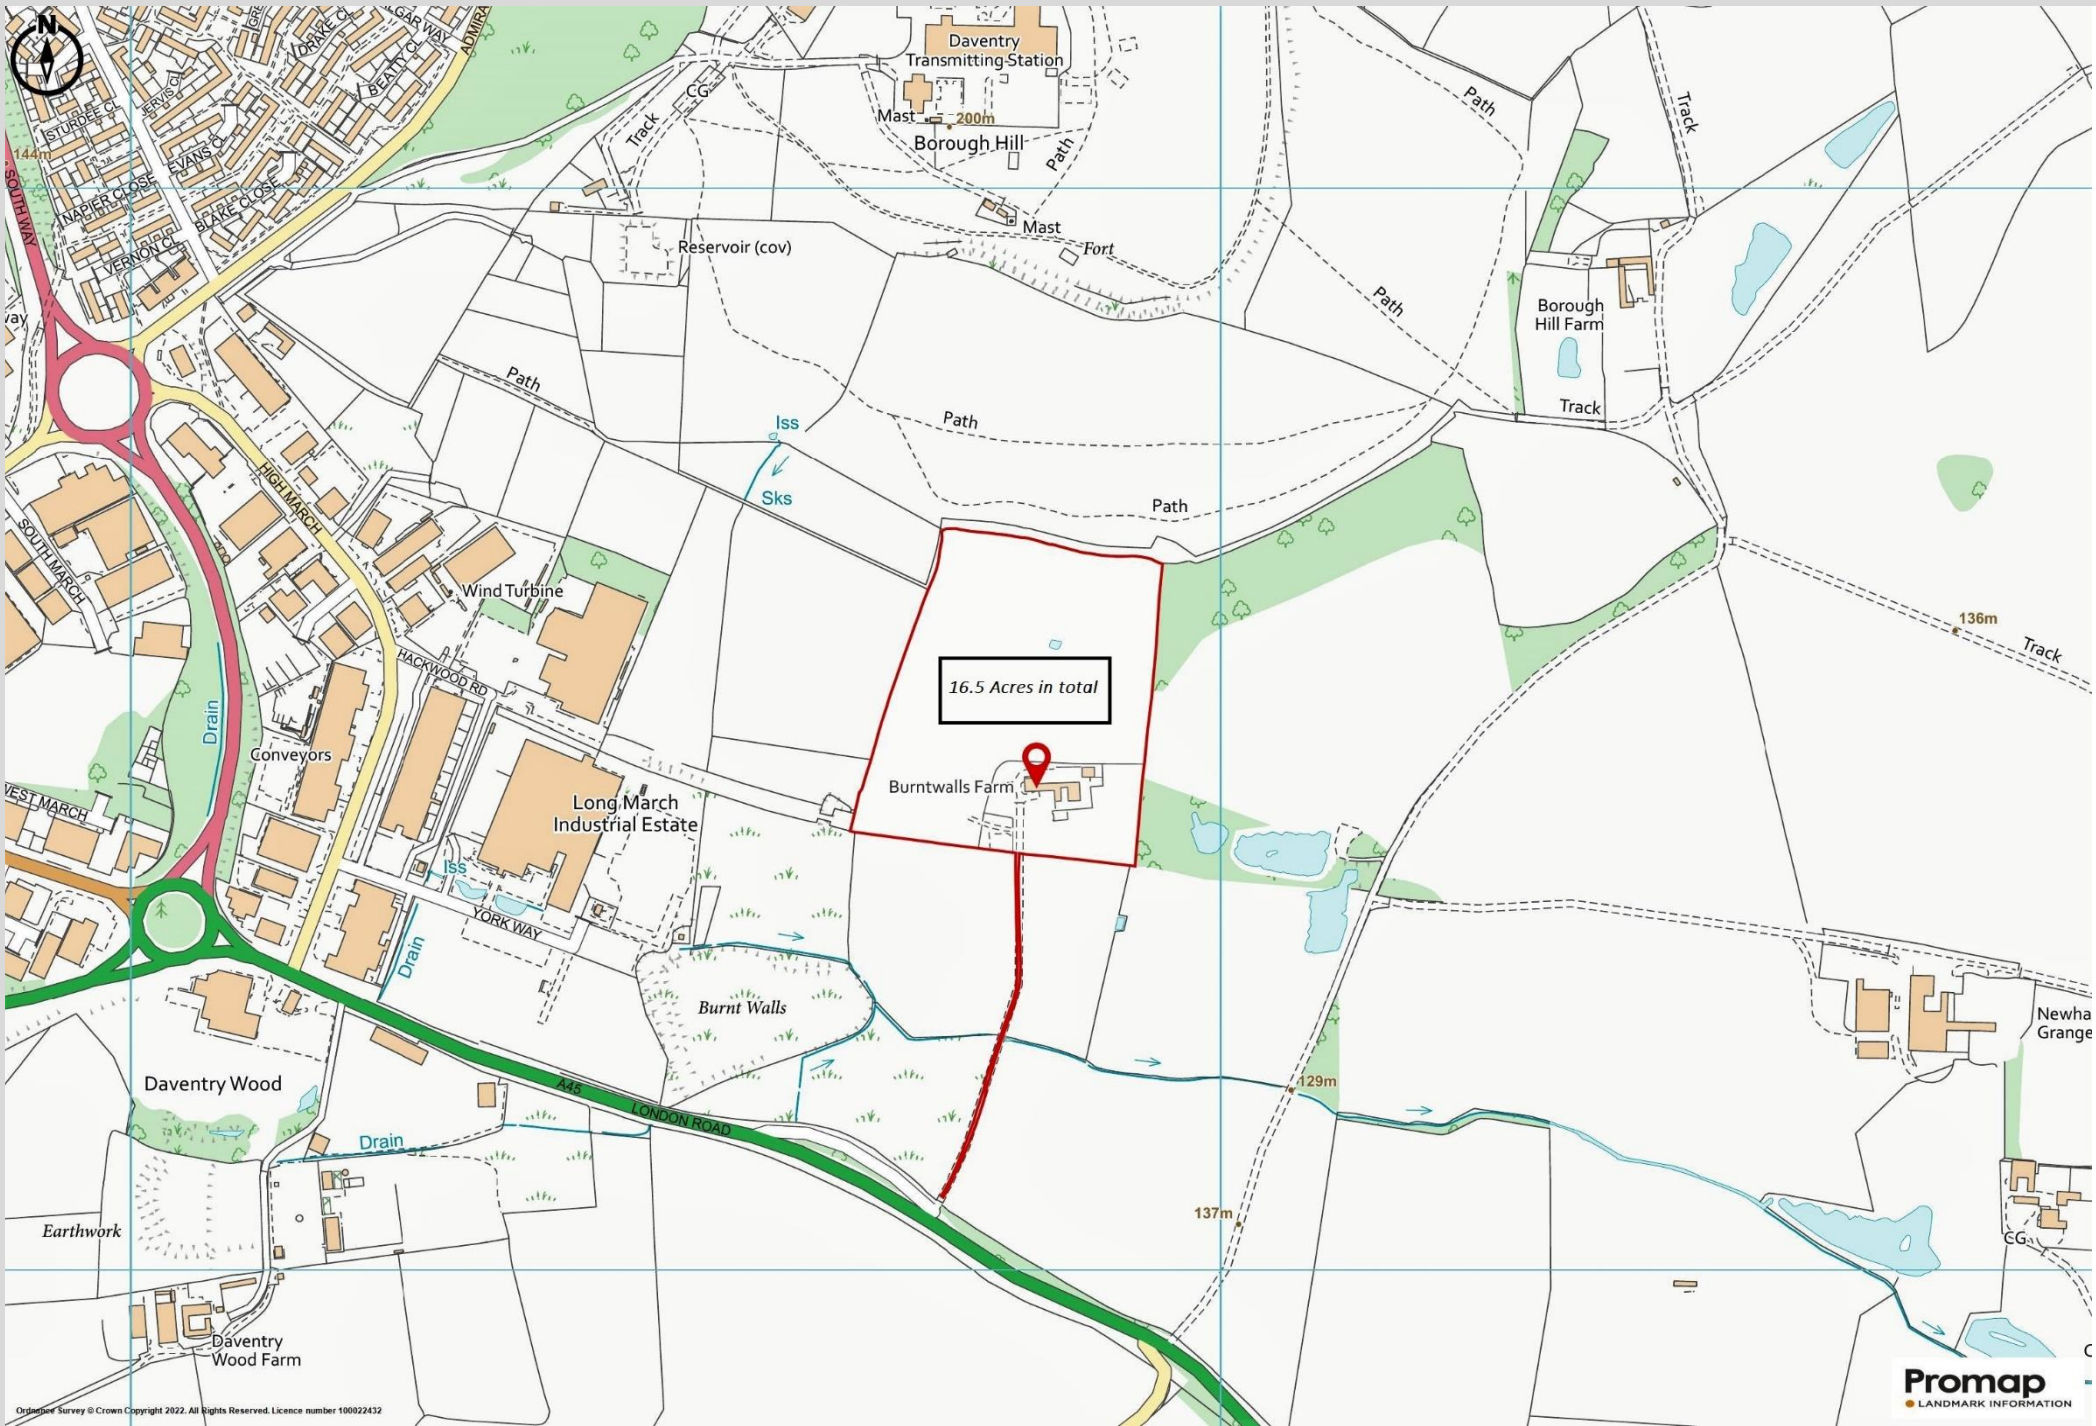 N
DRAKE CL
BEATTY CL
JERVIS CL
STURDEE CL
EVANS CL
NAPIER CLOSE
BLAKE CLOSE
VERNON CL
144m
SOUTH WAY
Daventry
Transmitting Station
CG
Track
Mast
200m
Borough Hill
Path
Mast
Fort
Reservoir (cov)
Path
Track
Path
Borough
Hill Farm
Track
Path
Iss
Path
Sks
Path
HIGH MARCH
SOUTH MARCH
Wind Turbine
HACKWOOD RD
136m
Track
16.5 Acres in total
Drain
Conveyors
Burntwalls Farm
WEST MARCH
Long March
Industrial Estate
Iss
YORK WAY
Drain
Burnt Walls
Newha
Grange
Daventry Wood
A45
LONDON ROAD
129m
Drain
137m
Earthwork
CG
Daventry
Wood Farm
Promap
LANDMARK INFORMATION
Ordnance Survey © Crown Copyright 2022. All Rights Reserved. Licence number 100022432